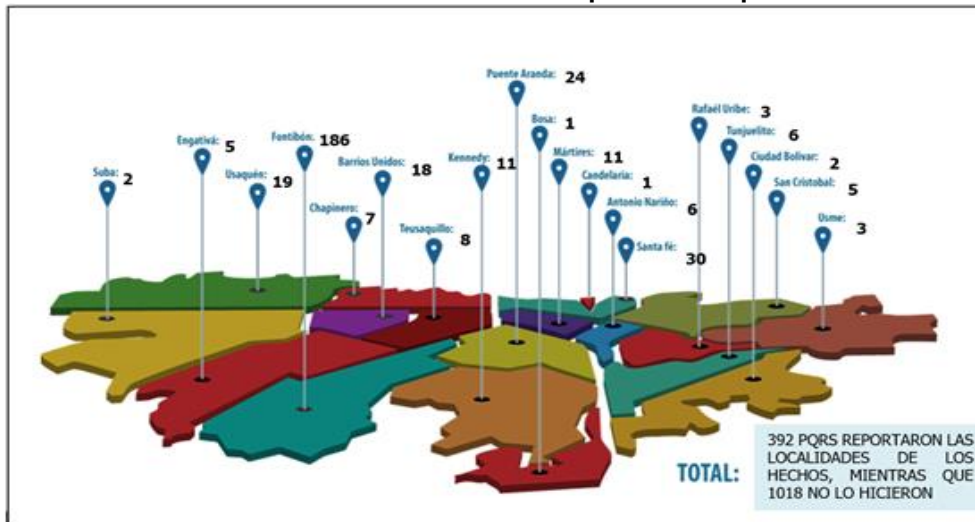 Puente Aranda: 24
Bosa: 1
Rafaél Uribe: 3
Tunjuelito: 6
Engativá: 5
Fontibón: 186
Barrios Unidos: 18
Kennedy: 11
Mártires: 11
Ciudad Bolivar: 2
Suba: 2
Usaquén: 19
Candelaria: 1
San Cristobal: 5
Chapinero: 7
Antonio Nariño: 6
Teusaquillo: 8
Usme: 3
Santa fé: 30
TOTAL:
392 PQRS REPORTARON LAS
LOCALIDADES DE LOS
HECHOS, MIENTRAS QUE
1018 NO LO HICIERON